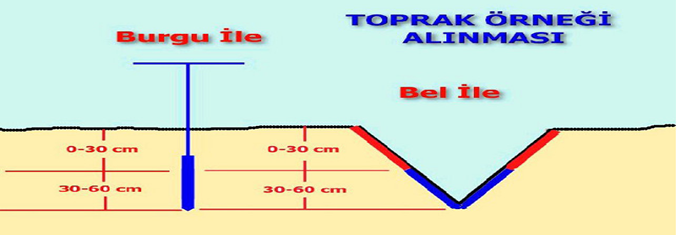 TOPRAK ÖRNEĞİ
ALINMASI
Burgu İle
Bel İle
0-30 cm
0-30 cm
30-60 cm
30-60 cm